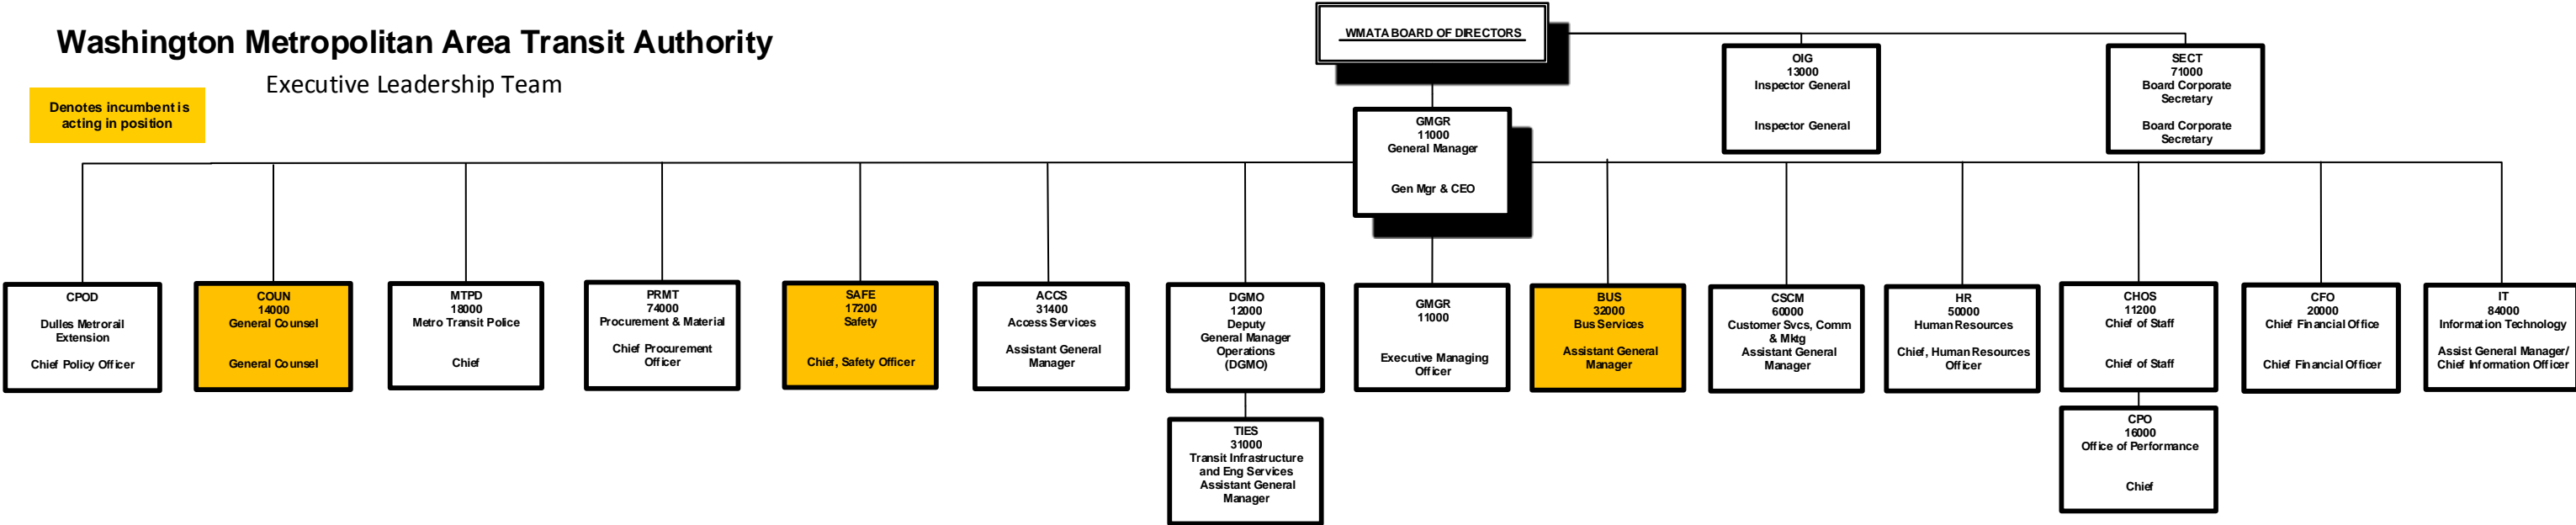 Washington Metropolitan Area Transit Authority
Executive Leadership Team
Denotes incumbent is
acting in position
WMATA BOARD OF DIRECTORS
OIG
13000
Inspector General
Inspector General
SECT
71000
Board Corporate
Secretary
Board Corporate
Secretary
GMGR
11000
General Manager
Gen Mgr & CEO
CPOD
Dulles Metrorail
Extension
Chief Policy Officer
COUN
14000
General Counsel
General Counsel
MTPD
18000
Metro Transit Police
Chief
PRMT
74000
Procurement & Material
Chief Procurement
Officer
SAFE
17200
Safety
Chief, Safety Officer
ACCS
31400
Access Services
Assistant General
Manager
DGMO
12000
Deputy
General Manager
Operations
(DGMO)
GMGR
11000
Executive Managing
Officer
BUS
32000
Bus Services
Assistant General
Manager
CSCM
60000
Customer Svcs, Comm
& Mktg
Assistant General
Manager
HR
50000
Human Resources
Chief, Human Resources
Officer
CHOS
11200
Chief of Staff
Chief of Staff
CFO
20000
Chief Financial Office
Chief Financial Officer
IT
84000
Information Technology
Assist General Manager/
Chief Information Officer
TIES
31000
Transit Infrastructure
and Eng Services
Assistant General
Manager
CPO
16000
Office of Performance
Chief